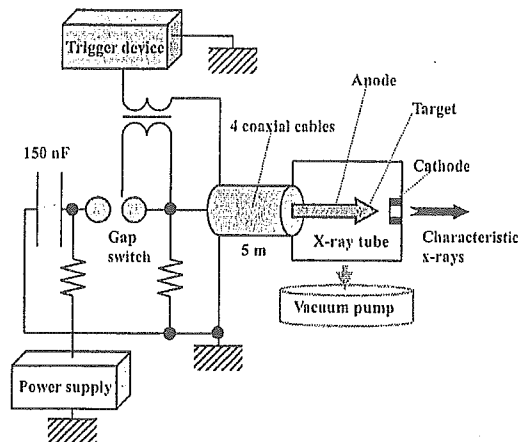 Trigger device
Anode
Target
4 coaxial cables
Cathode
150 nF
Gap
switch
5 m
X-ray tube
Characteristic
x-rays
Vacuum pump
Power supply